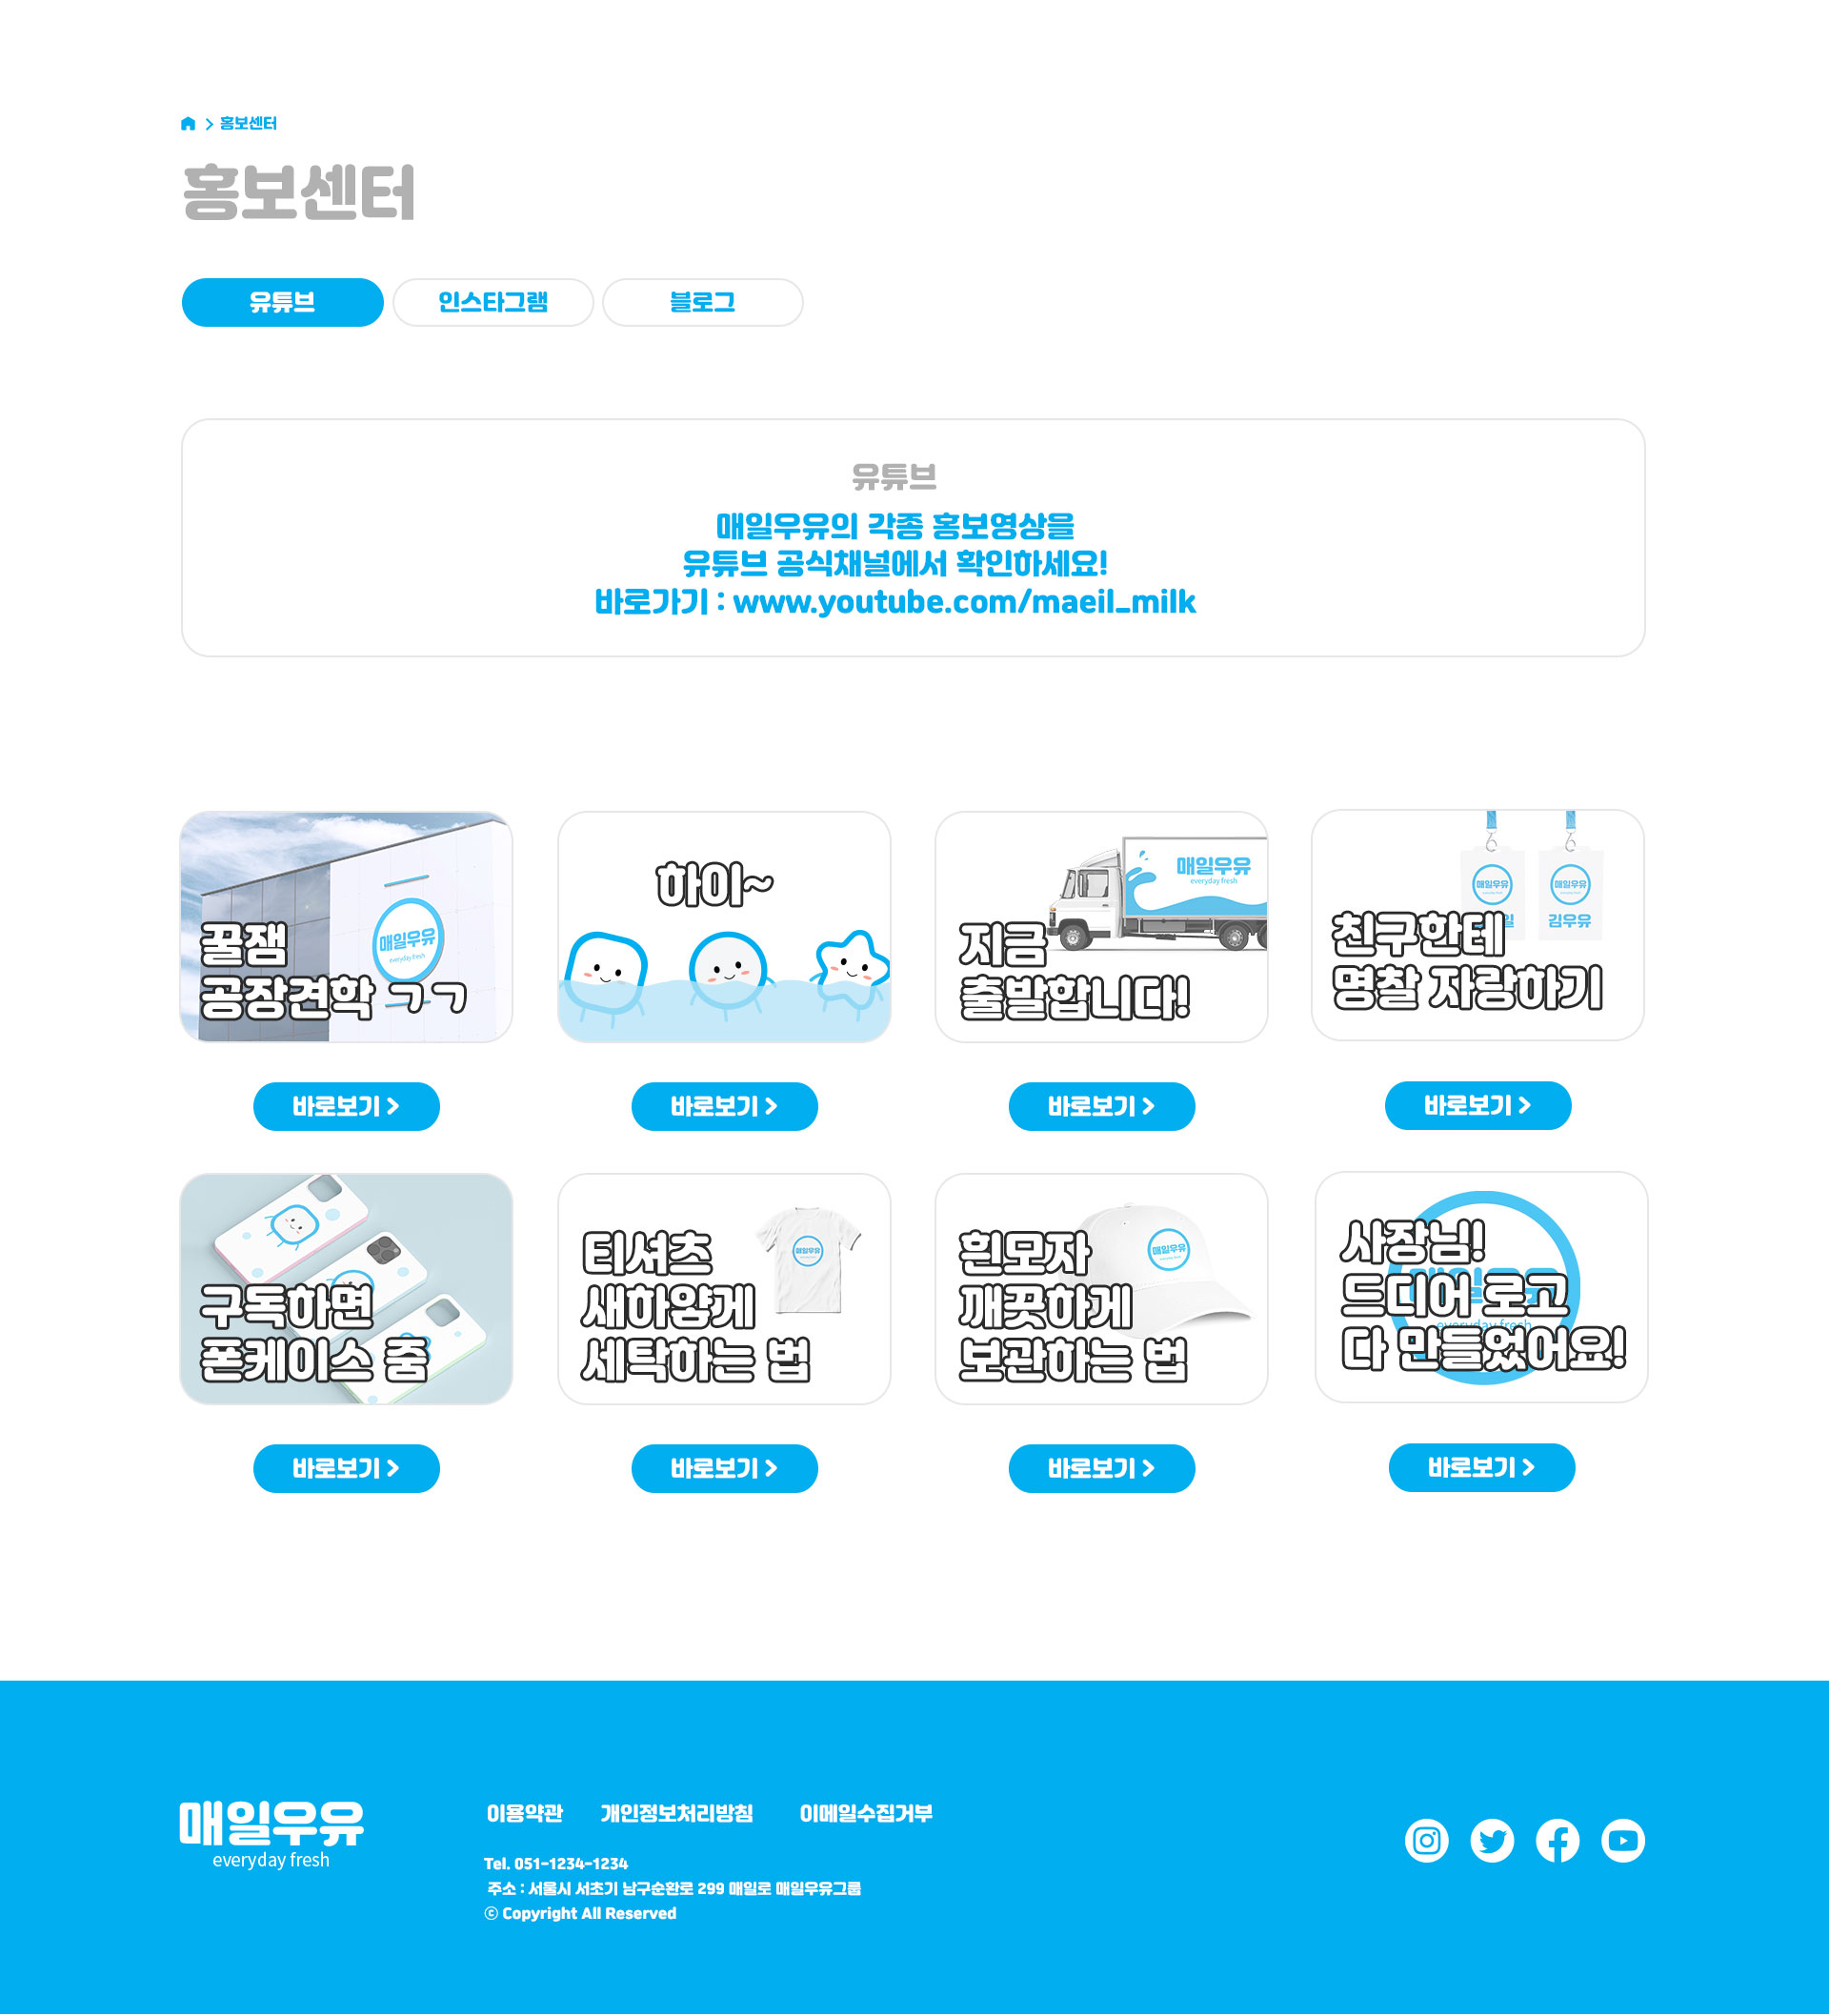 홍보센터
홍보센터
유튜브 인스타그램 블로그
유튜브
매일우유의 각종 홍보영상을
유튜브 공식채널에서 확인하세요!
바로가기 : www.youtube.com/maeil_milk
매일우유
everyday fresh
꿀잼
공장견학 ㄱㄱ
하이~
매일우유
everyday fresh
지금
출발합니다!
매일우유
매일우유
김우유
친구한테
명찰 자랑하기
바로보기
바로보기
바로보기
바로보기
구독하면
폰케이스 줌
매일우유
티셔츠
새하얗게
세탁하는 법
매일우유
흰모자
깨끗하게
보관하는 법
everyday fresh
사장님!
드디어 로고
다 만들었어요!
바로보기
바로보기
바로보기
바로보기
매일우유
everyday fresh
이용약관 개인정보처리방침 이메일수집거부
Tel. 051-1234-1234
주소 : 서울시 서초기 남구순환로 299 매일로 매일우유그룹
ⓒ Copyright All Reserved